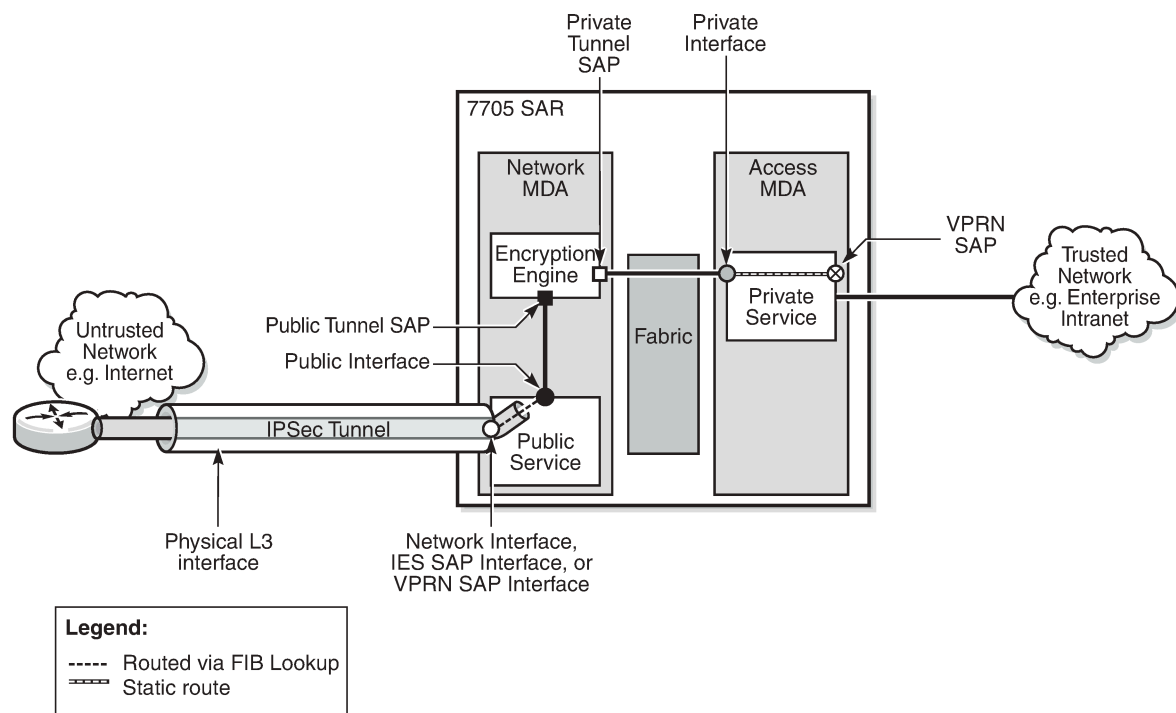 Private
Tunnel
SAP
Private
Interface
7705 SAR
Network
MDA
Access
MDA
VPRN
SAP
Encryption
Engine
Trusted
Network
e.g. Enterprise
Intranet
Private
Service
Public Tunnel SAP
Untrusted
Network
e.g. Internet
Fabric
Public Interface
IPSec Tunnel
Public
Service
Physical L3
interface
Network Interface,
IES SAP Interface, or
VPRN SAP Interface
Legend:
Routed via FIB Lookup
Static route